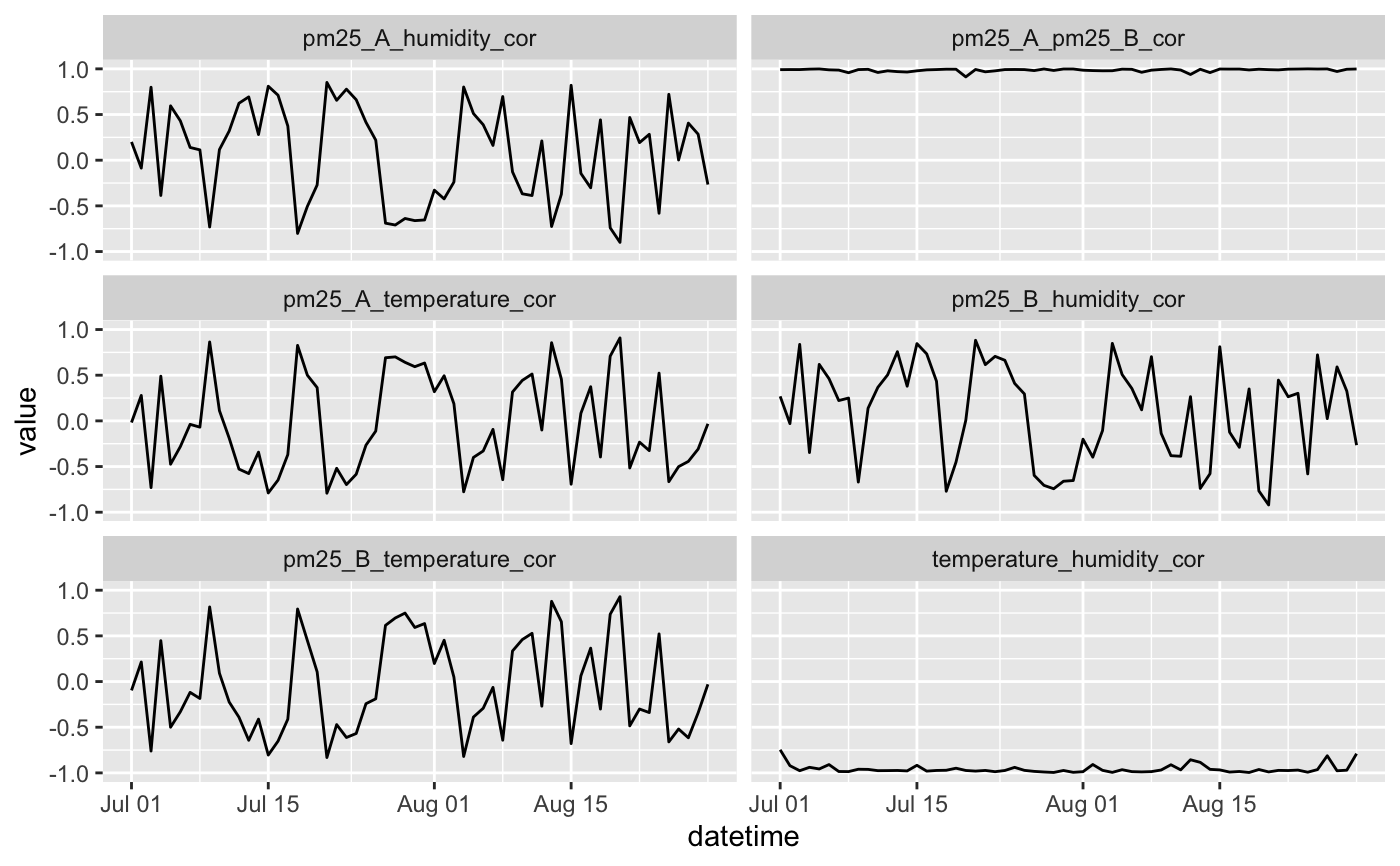 pm25_A_humidity_cor
pm25_A_pm25_B_cor
1.0
0.5
0.0
-0.5
-1.0
pm25_A_temperature_cor
pm25_B_humidity_cor
1.0
0.5
0.0
-0.5
-1.0
value
pm25_B_temperature_cor
temperature_humidity_cor
1.0
0.5
0.0
-0.5
-1.0
Jul 01 Jul 15 Aug 01 Aug 15
Jul 01 Jul 15 Aug 01 Aug 15
datetime